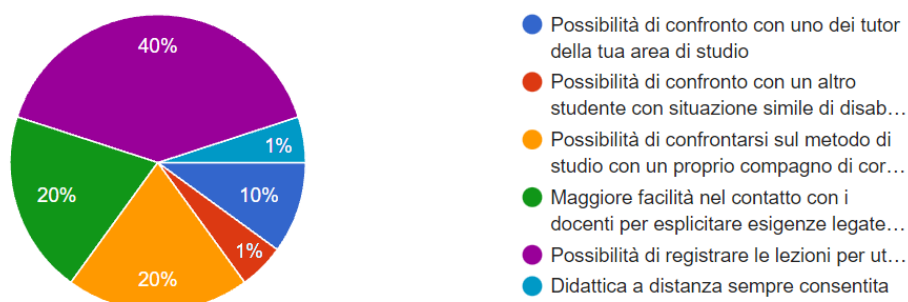 40%
1%
20%
10%
1%
20%
Possibilità di confronto con uno dei tutor
della tua area di studio
Possibilità di confronto con un altro
studente con situazione simile di disab…
Possibilità di confrontarsi sul metodo di
studio con un proprio compagno di cor…
Maggiore facilità nel contatto con i
docenti per esplicitare esigenze legate…
Possibilità di registrare le lezioni per ut…
Didattica a distanza sempre consentita